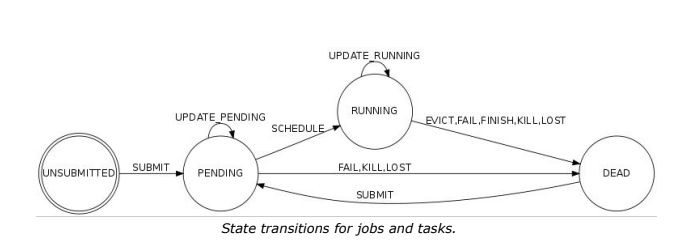 UPDATE_RUNNING
RUNNING
UPDATE_PENDING
SCHEDULE
EVICT,FAIL,FINISH,KILL,LOST
UNSUBMITTED
SUBMIT
PENDING
FAIL,KILL,LOST
DEAD
SUBMIT
State transitions for jobs and tasks.